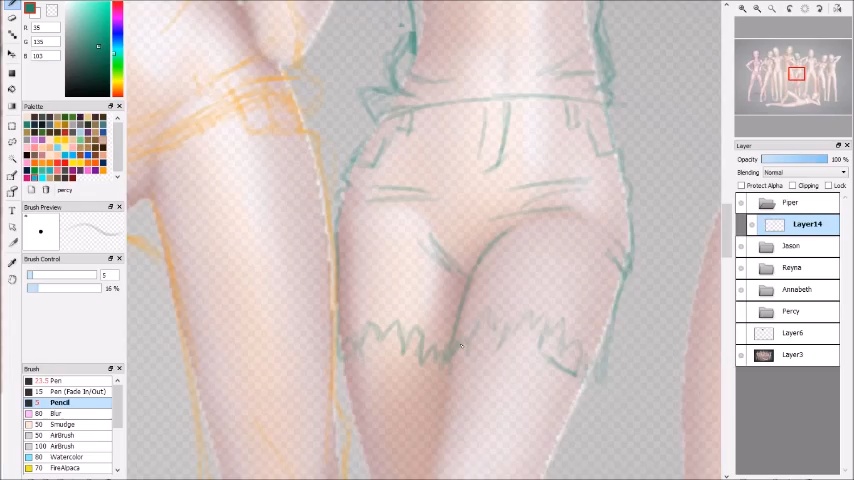 R 35
G 135
B 103
Palette
percy
Brush Preview
Brush Control
5
16 %
Brush
23.5 Pen
15 Pen (Fade In/Out)
5 Pencil
80 Blur
50 Smudge
50 AirBrush
100 AirBrush
80 Watercolor
70 FireAlpaca
Layer
Opacity 100 %
Blending Normal
Protect Alpha Clipping Lock
Piper
Layer14
Jason
Reyna
Annabeth
Percy
Layer6
Layer3